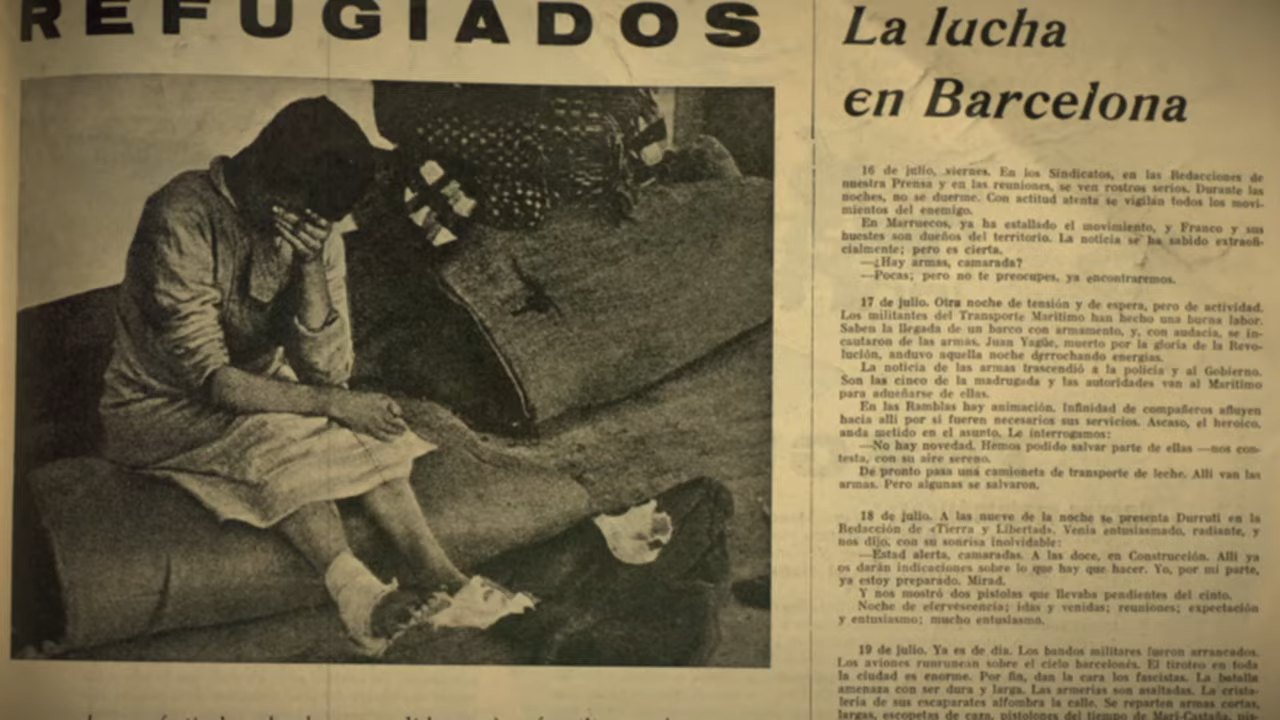 REFUGIADOS
La lucha
en Barcelona
16 de julio, viernes. En los Sindicatos, en las Redacciones de
nuestra Prensa y en las reuniones, se ven rostros serios. Durante las
noches, no se duerme. Con actitud atenta se vigilan todos los movi-
mientos del enemigo.
En Marruecos, ya ha estallado el movimiento, y Franco y sus
huestes son dueños del territorio. La noticia se ha sabido extraofi-
cialmente; pero es cierta.
—¿Hay armas, camarada?
—Pocas; pero no te preocupes, ya encontraremos.
17 de julio. Otra noche de tensión y de espera, pero de actividad.
Los militantes del Transporte Marítimo han hecho una buena labor.
Saben la llegada de un barco con armamento, y, con audacia, se in-
cautaron de las armas. Juan Yagüe, muerto por la gloria de la Revo-
lución, anduvo aquella noche derrochando energías.
La noticia de las armas trascendió a la policía y al Gobierno.
Son las cinco de la madrugada y las autoridades van al Marítimo
para adueñarse de ellas.
En las Ramblas hay animación. Infinidad de compañeros afluyen
hacia allí por si fueren necesarios sus servicios. Ascaso, el heroico,
anda metido en el asunto. Le interrogamos:
—No hay novedad. Hemos podido salvar parte de ellas —nos con-
testa, con su aire sereno.
De pronto pasa una camioneta de transporte de leche. Allí van las
armas. Pero algunas se salvaron.
18 de julio. A las nueve de la noche se presenta Durruti en la
Redacción de «Tierra y Libertad». Venía entusiasmado, radiante, y
nos dijo, con su sonrisa inolvidable:
—Estad alerta, camaradas. A las doce, en Construcción. Allí ya
os darán indicaciones sobre lo que hay que hacer. Yo, por mi parte,
ya estoy preparado. Mirad.
Y nos mostró dos pistolas que llevaba pendientes del cinto.
Noche de efervescencia; idas y venidas; reuniones; expectación
y entusiasmo; mucho entusiasmo.
19 de julio. Ya es de día. Los bandos militares fueron arrancados.
Los aviones runrunean sobre el cielo barcelonés. El tiroteo en toda
la ciudad es enorme. Por fin, dan la cara los fascistas. La batalla
amenaza con ser dura y larga. Las armerías son asaltadas. La crista-
lería de sus escaparates alfombra la calle. Se reparten armas cortas,
largas, escopetas de caza, pistolones del tiempo de